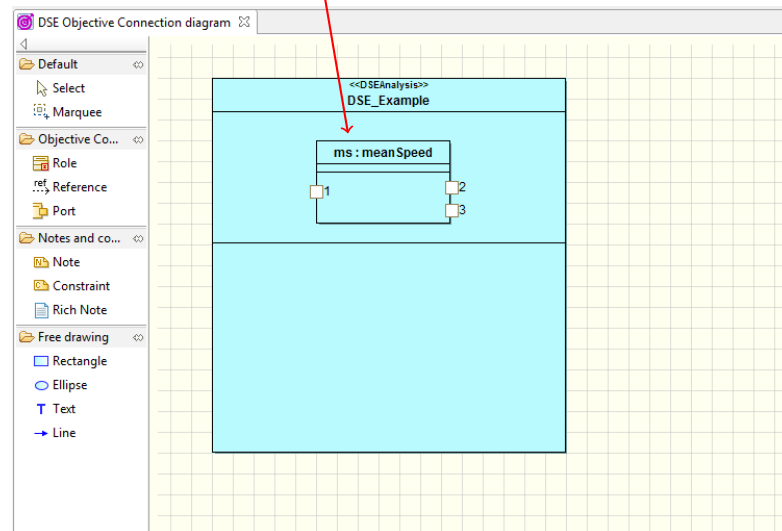 DSE Objective Connection diagram
Default
Select
Marquee
Objective Co...
Role
ref Reference
Port
Notes and co...
N Note
C Constraint
Rich Note
Free drawing
Rectangle
Ellipse
T Text
Line
<<DSEAnalysis>>
DSE_Example
ms : meanSpeed
1
2
3